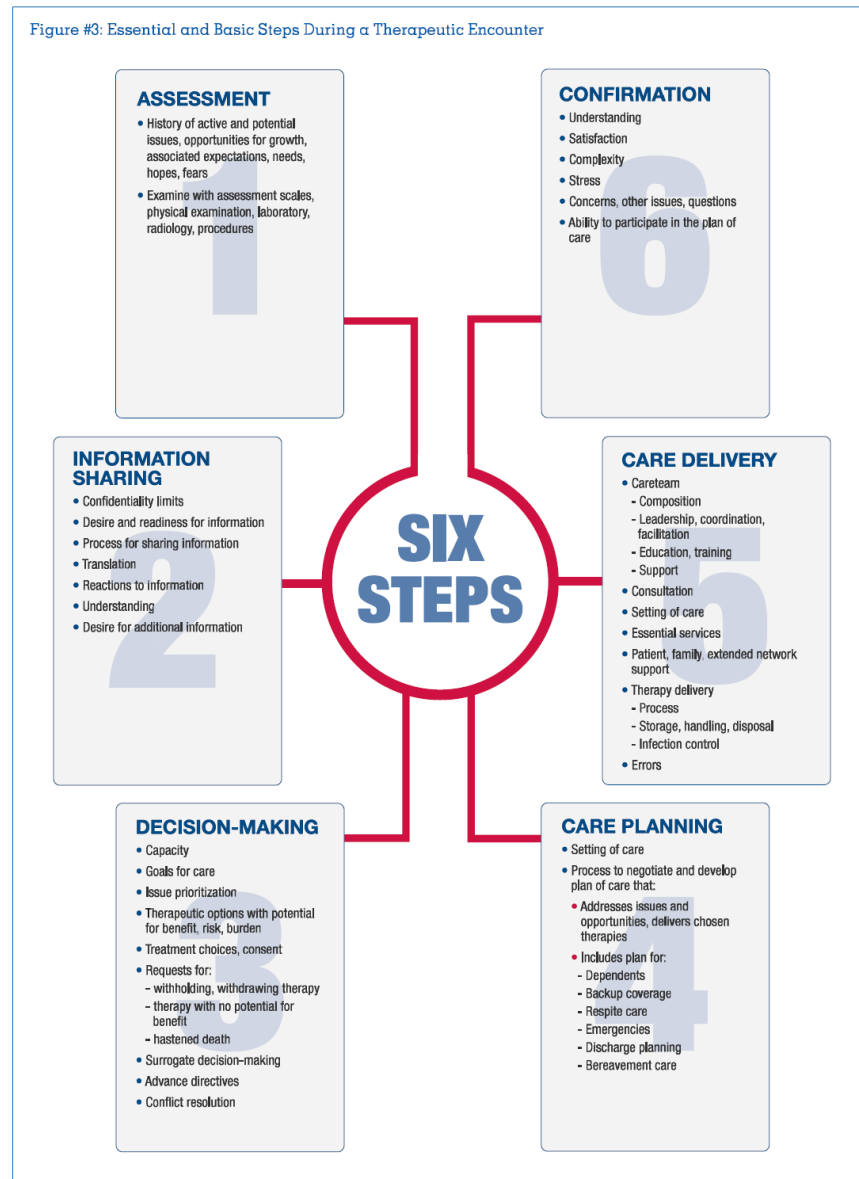 Figure #3: Essential and Basic Steps During a Therapeutic Encounter
ASSESSMENT
• History of active and potential
issues, opportunities for growth,
associated expectations, needs,
hopes, fears
• Examine with assessment scales,
physical examination, laboratory,
radiology, procedures
1
INFORMATION
SHARING
• Confidentiality limits
• Desire and readiness for information
• Process for sharing information
• Translation
• Reactions to information
• Understanding
• Desire for additional information
2
DECISION-MAKING
• Capacity
• Goals for care
• Issue prioritization
• Therapeutic options with potential
for benefit, risk, burden
• Treatment choices, consent
• Requests for:
- withholding, withdrawing therapy
- therapy with no potential for
benefit
- hastened death
• Surrogate decision-making
• Advance directives
• Conflict resolution
3
SIX
STEPS
CARE PLANNING
• Setting of care
• Process to negotiate and develop
plan of care that:
• Addresses issues and
opportunities, delivers chosen
therapies
• Includes plan for:
- Dependents
- Backup coverage
- Respite care
- Emergencies
- Discharge planning
- Bereavement care
4
CARE DELIVERY
• Careteam
- Composition
- Leadership, coordination,
facilitation
- Education, training
- Support
• Consultation
• Setting of care
• Essential services
• Patient, family, extended network
support
• Therapy delivery
- Process
- Storage, handling, disposal
- Infection control
• Errors
5
CONFIRMATION
• Understanding
• Satisfaction
• Complexity
• Stress
• Concerns, other issues, questions
• Ability to participate in the plan of
care
6